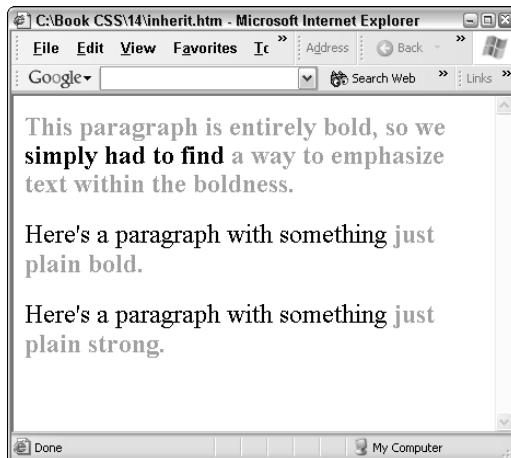 C:\Book CSS\14\inherit.htm - Microsoft Internet Explorer
File Edit View Favorites Tc » Address Back »
Google Search Web » Links »
This paragraph is entirely bold, so we
simply had to find a way to emphasize
text within the boldness.
Here's a paragraph with something just
plain bold.
Here's a paragraph with something just
plain strong.
Done My Computer